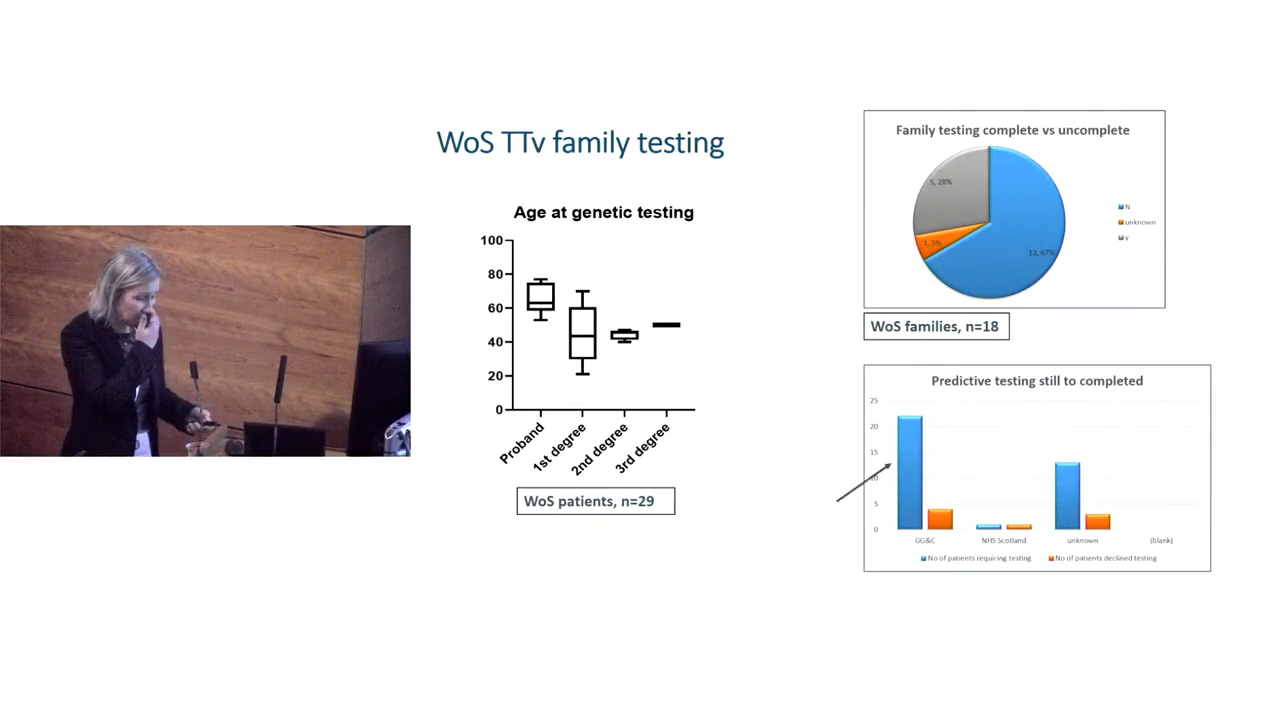 WoS TTv family testing
Age at genetic testing
100
80
60
40
20
0
Proband
1st degree
2nd degree
3rd degree
WoS patients, n=29
Family testing complete vs uncomplete
5, 28%
1, 5%
12, 67%
N
unknown
y
WoS families, n=18
Predictive testing still to completed
25
20
15
10
5
0
GG&C
NHS Scotland
unknown
(blank)
No of patients requiring testing
No of patients declined testing